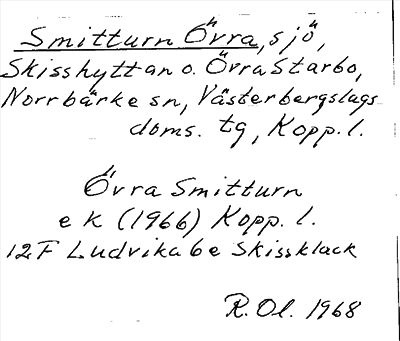 Smitturn Övra, sjö,
Skisshyttan o. Övra Starbo,
Norrbärke sn, Västerbergslags
doms. tg, Kopp. l.
Övra Smitturn
e k (1966) Kopp. l.
12F Ludvika 6e Skissklack
R. Ol. 1968